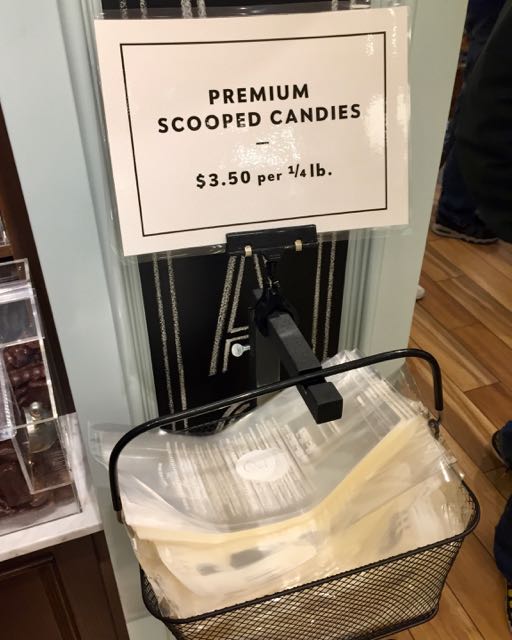 PREMIUM
SCOOPED CANDIES
—
$3.50 per 1/4 lb.